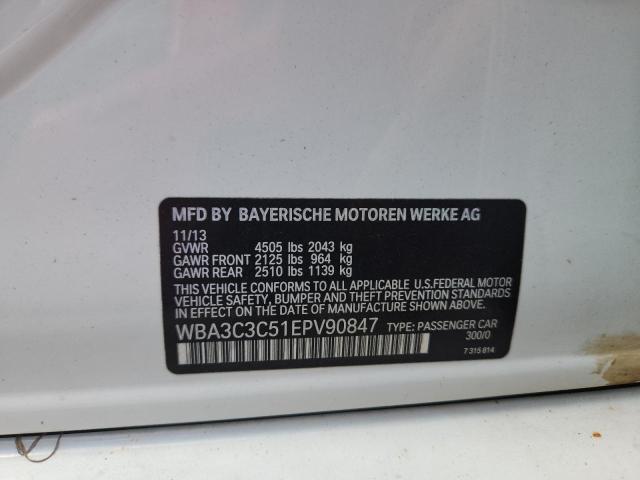 MFD BY BAYERISCHE MOTOREN WERKE AG
11/13
GVWR 4505 lbs 2043 kg
GAWR FRONT 2125 lbs 964 kg
GAWR REAR 2510 lbs 1139 kg
THIS VEHICLE CONFORMS TO ALL APPLICABLE U.S.FEDERAL MOTOR
VEHICLE SAFETY, BUMPER AND THEFT PREVENTION STANDARDS
IN EFFECT ON THE DATE OF MANUFACTURE SHOWN ABOVE.
WBA3C3C51EPV90847 TYPE: PASSENGER CAR
300/0
7 315 814